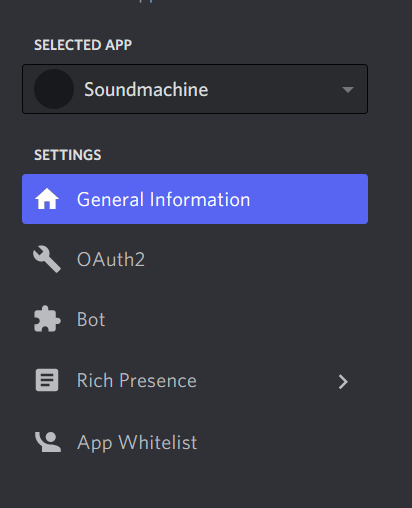 SELECTED APP
Soundmachine
SETTINGS
General Information
OAuth2
Bot
Rich Presence
App Whitelist